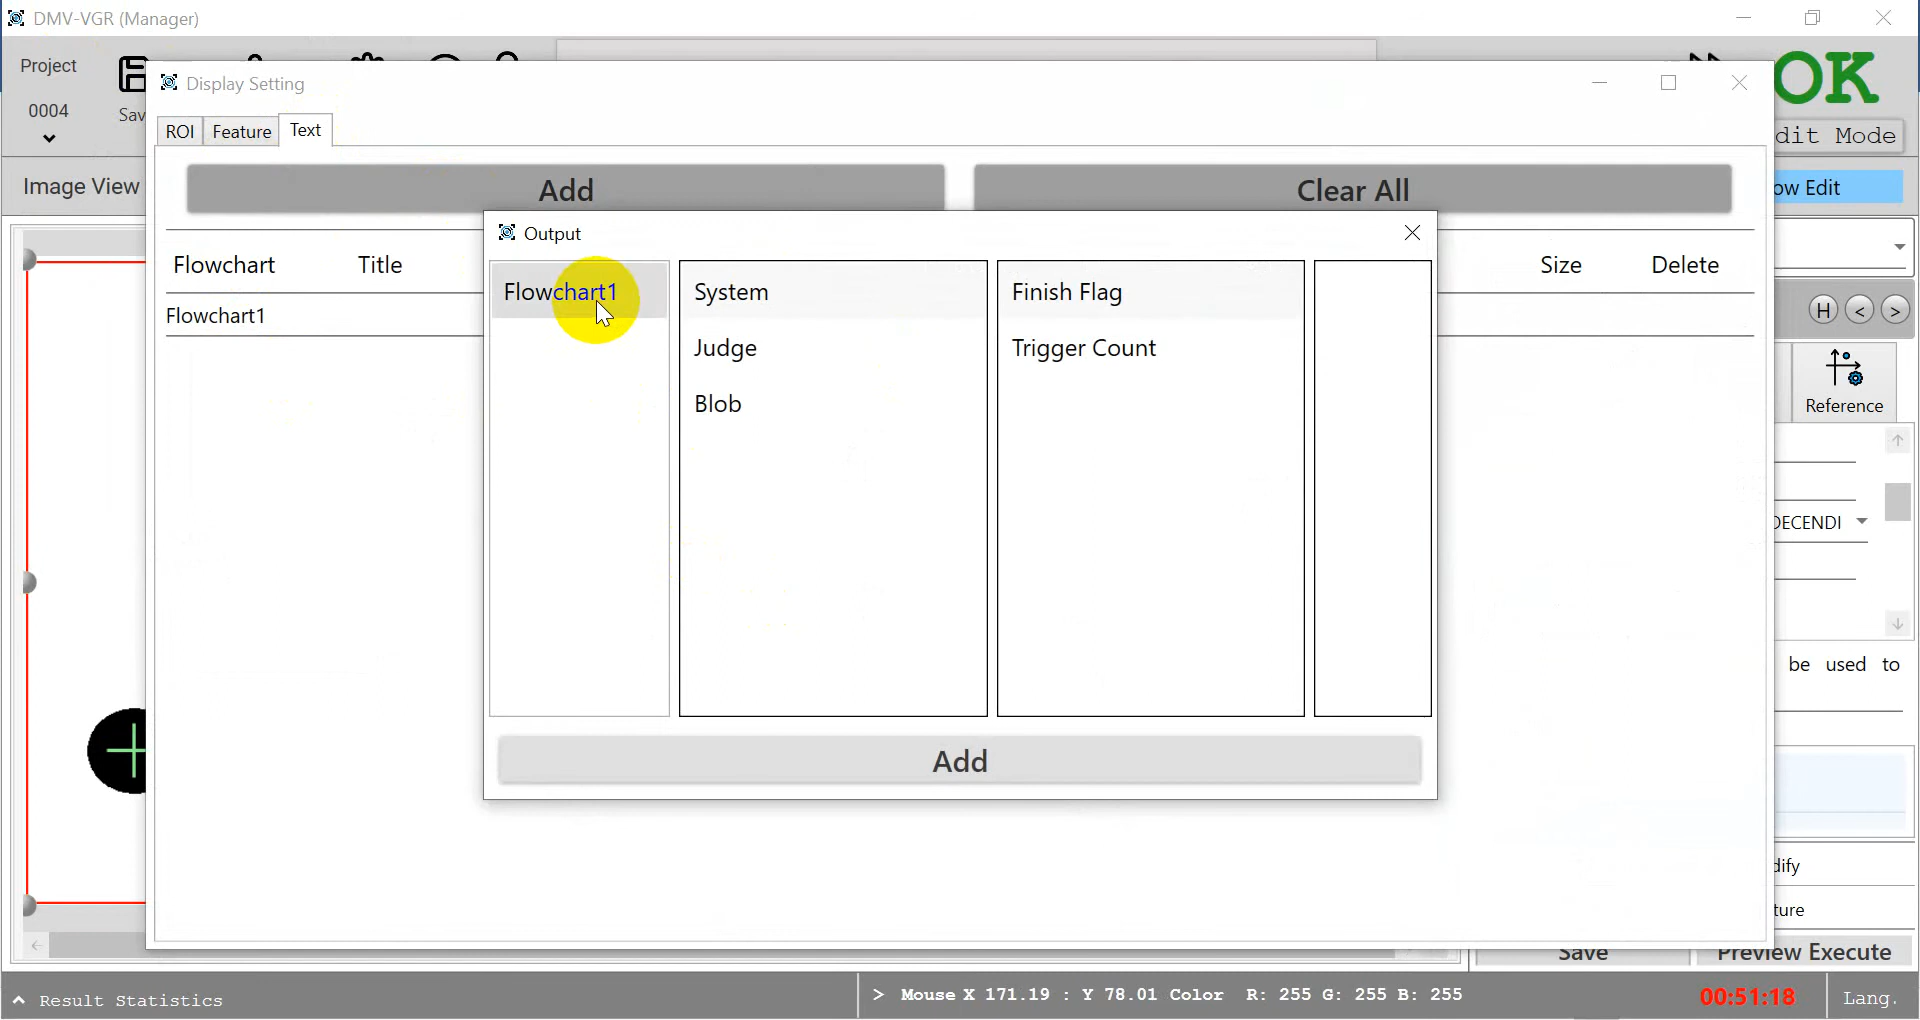 DMV-VGR (Manager)
Project
0004
Sav
OK
dit Mode
Display Setting
ROI Feature Text
Add Clear All
Image View
ow Edit
Flowchart Title Size Delete
Flowchart1
Output
Flowchart1 System Finish Flag
Judge Trigger Count
Blob
Add
H < >
Reference
DECENDI
be used to
dify
ture
Save Preview Execute
Result Statistics
> Mouse X 171.19 : Y 78.01 Color R: 255 G: 255 B: 255
00:51:18
Lang.